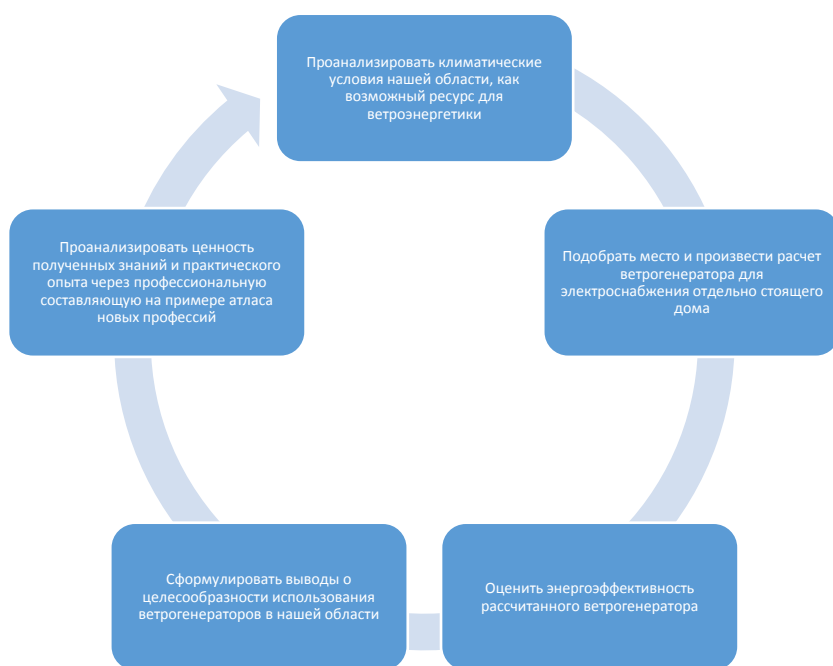 Проанализировать климатические
условия нашей области, как
возможный ресурс для
ветроэнергетики
Подобрать место и произвести расчет
ветрогенератора для
электроснабжения отдельно стоящего
дома
Оценить энергоэффективность
рассчитанного ветрогенератора
Сформулировать выводы о
целесообразности использования
ветрогенераторов в нашей области
Проанализировать ценность
полученных знаний и практического
опыта через профессиональную
составляющую на примере атласа
новых профессий